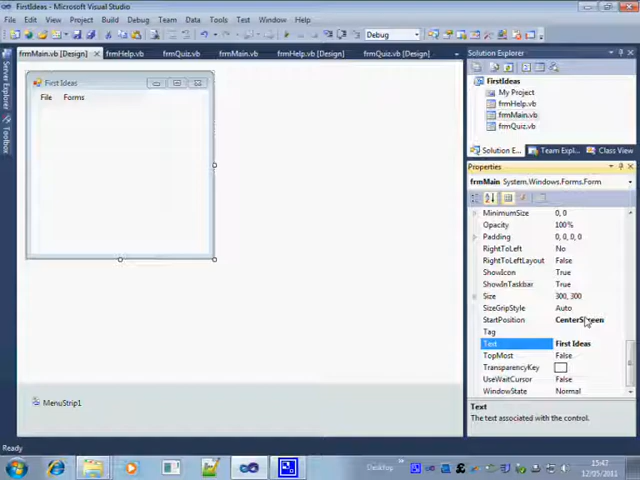 FirstIdeas - Microsoft Visual Studio
File Edit View Project Build Debug Team Data Tools Test Window Help
Debug
frmMain.vb [Design] frmHelp.vb frmQuiz.vb frmMain.vb frmHelp.vb [Design] frmQuiz.vb [Design]
Server Explorer
Toolbox
First Ideas
File Forms
MenuStrip1
Solution Explorer
FirstIdeas
My Project
frmHelp.vb
frmMain.vb
frmQuiz.vb
Solution E... Team Expl... Class View
Properties
frmMain System.Windows.Forms.Form
MinimumSize 0, 0
Opacity 100%
Padding 0, 0, 0, 0
RightToLeft No
RightToLeftLayout False
ShowIcon True
ShowInTaskbar True
Size 300, 300
SizeGripStyle Auto
StartPosition CenterScreen
Tag
Text First Ideas
TopMost False
TransparencyKey
UseWaitCursor False
WindowState Normal
Text
The text associated with the control.
Ready
Desktop
15:47
12/05/2011